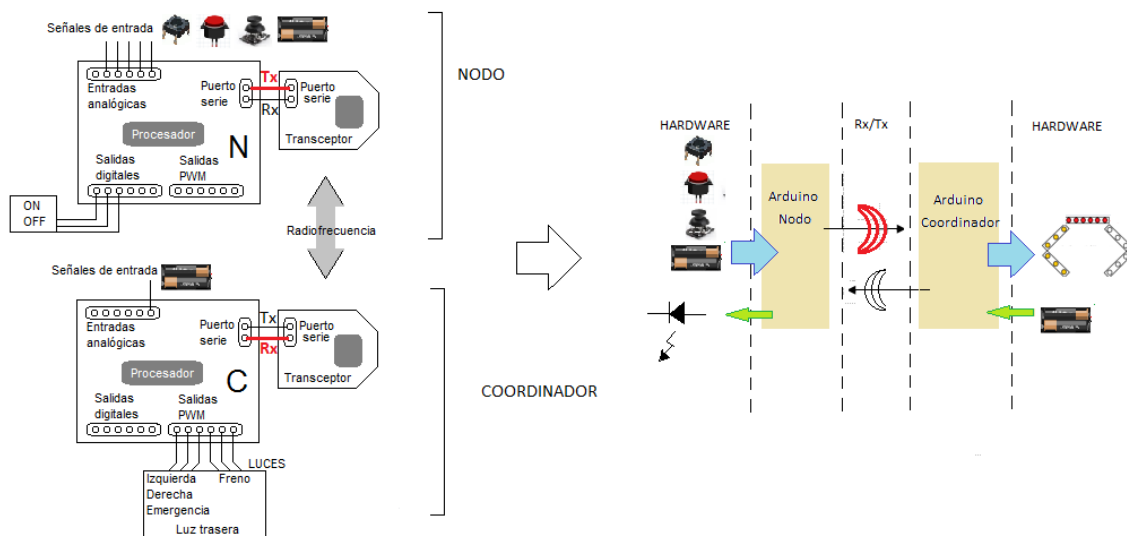 Señales de entrada
Entradas
analógicas
Puerto
serie
Tx
Rx
Puerto
serie
Transceptor
Procesador
N
Salidas
digitales
Salidas
PWM
ON
OFF
Radiofrecuencia
NODO
Señales de entrada
Entradas
analógicas
Puerto
serie
Tx
Rx
Puerto
serie
Transceptor
Procesador
C
Salidas
digitales
Salidas
PWM
LUCES
Izquierda
Freno
Derecha
Emergencia
Luz trasera
COORDINADOR
HARDWARE
Rx/Tx
HARDWARE
Arduino
Nodo
Arduino
Coordinador